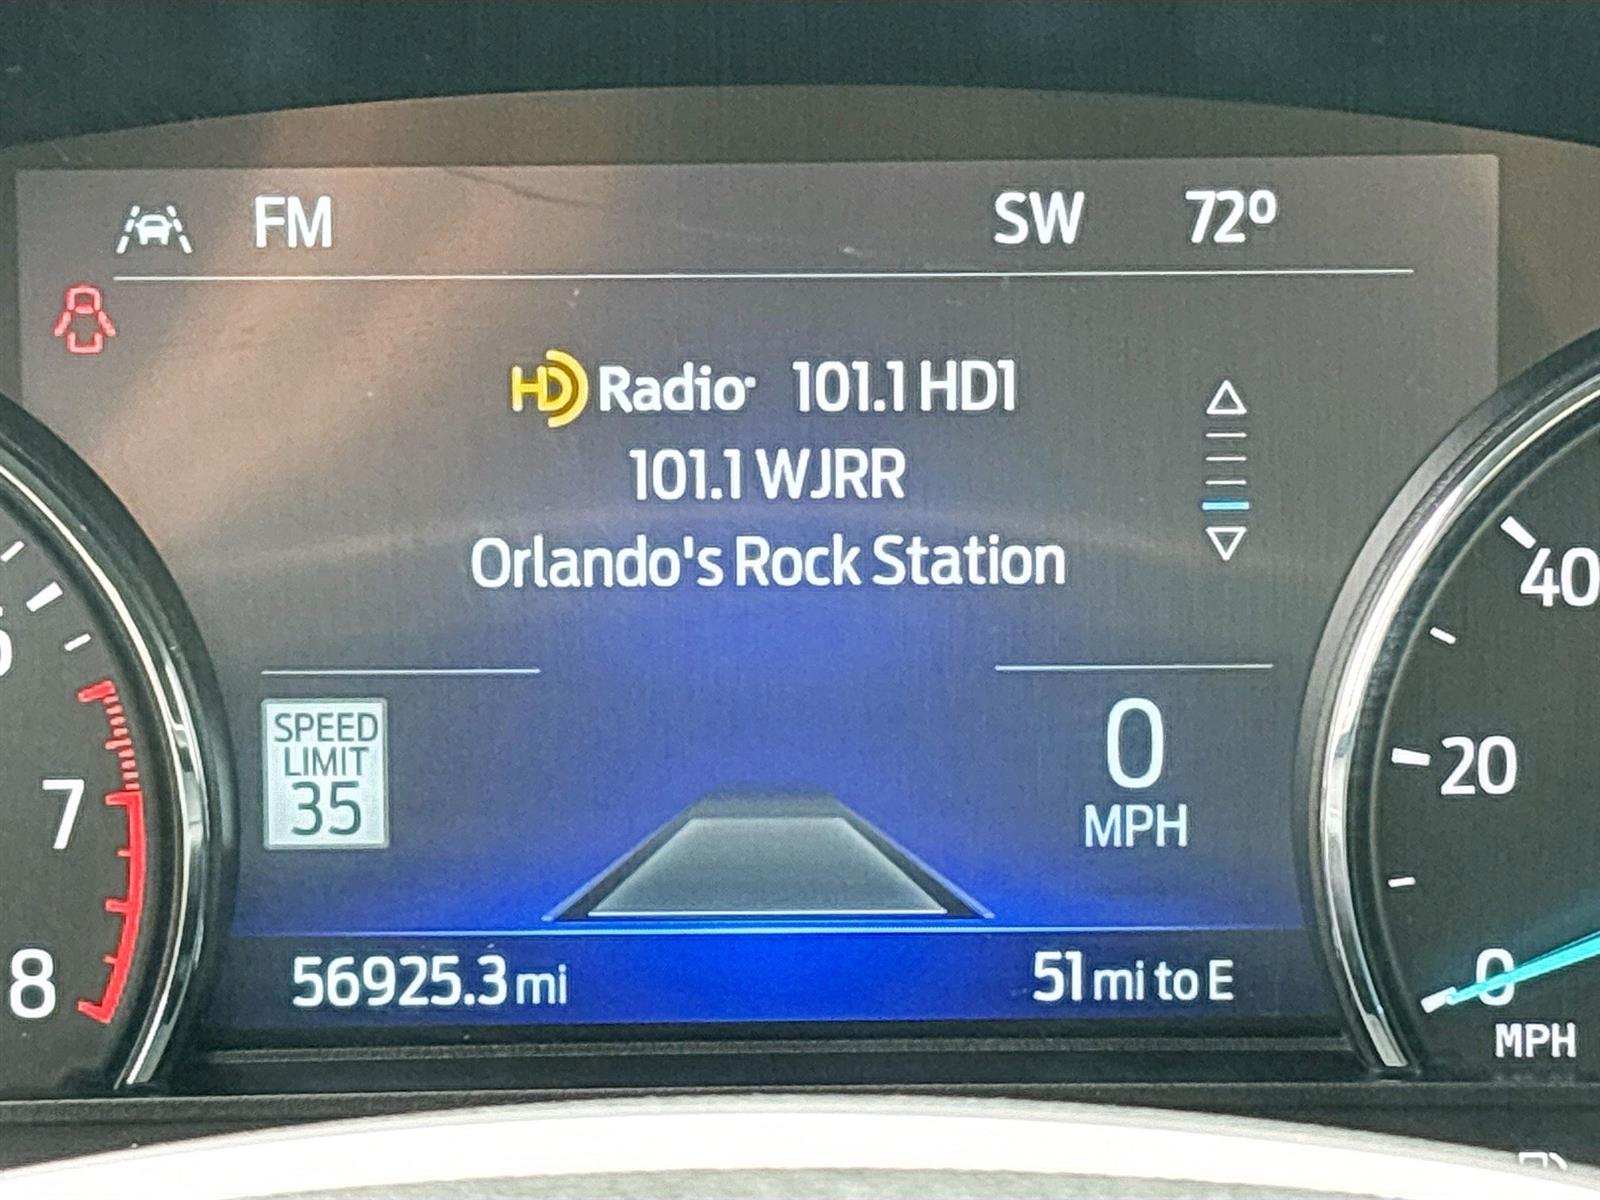 FM SW 72º
HD Radio 101.1 HD1
101.1 WJRR
Orlando's Rock Station
SPEED
LIMIT
35
0
MPH
56925.3 mi 51 mi to E
7
8
40
20
0
MPH